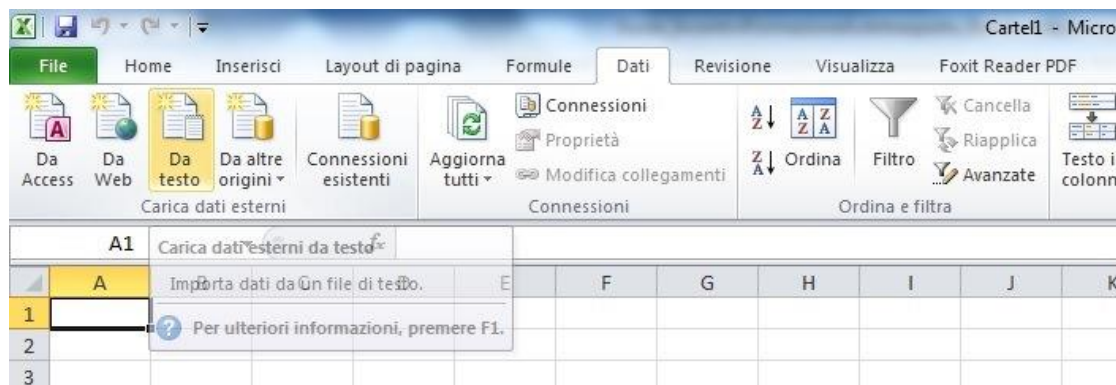 Cartel1 - Micro
File Home Inserisci Layout di pagina Formule Dati Revisione Visualizza Foxit Reader PDF
Da Access
Da Web
Da testo
Da altre origini
Connessioni esistenti
Carica dati esterni
Aggiorna tutti
Connessioni
Proprietà
Modifica collegamenti
Connessioni
A Z
Z A
A Z
Z A
Ordina
Filtro
Cancella
Riapplica
Avanzate
Ordina e filtra
Testo i
colonn
A1
fx
Carica dati esterni da testo
Importa dati da un file di testo.
Per ulteriori informazioni, premere F1.
A B C D E F G H I J K
1
2
3